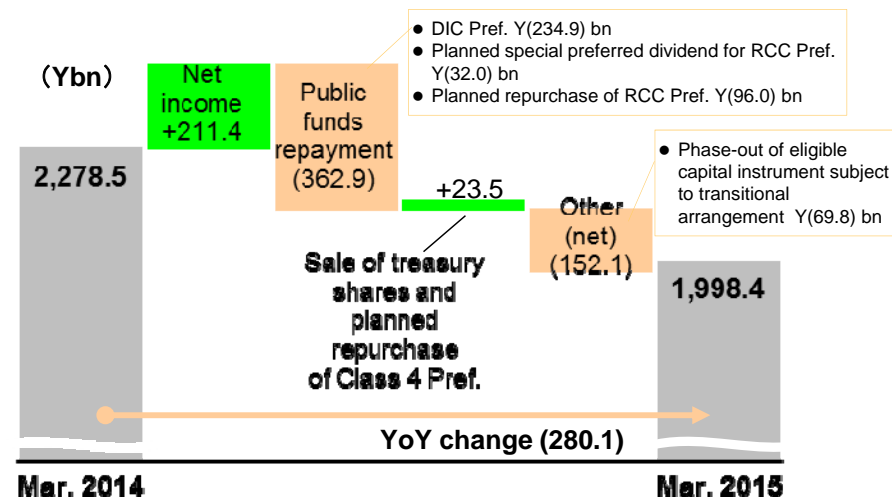 ● DIC Pref. Y(234.9) bn
● Planned special preferred dividend for RCC Pref.
Y(32.0) bn
● Planned repurchase of RCC Pref. Y(96.0) bn
（Ybn）
Net
income
+211.4
Public
funds
repayment
(362.9)
● Phase-out of eligible
capital instrument subject
to transitional
arrangement Y(69.8) bn
2,278.5
+23.5
Other
(net)
(152.1)
Sale of treasury
shares and
planned
repurchase
of Class 4 Pref.
1,998.4
YoY change (280.1)
Mar. 2014
Mar. 2015